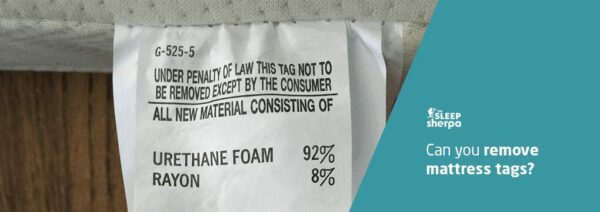 G-525-5
UNDER PENALTY OF LAW THIS TAG NOT TO
BE REMOVED EXCEPT BY THE CONSUMER
ALL NEW MATERIAL CONSISTING OF
URETHANE FOAM 92%
RAYON 8%
THE
SLEEP
sherpa
Can you remove
mattress tags?